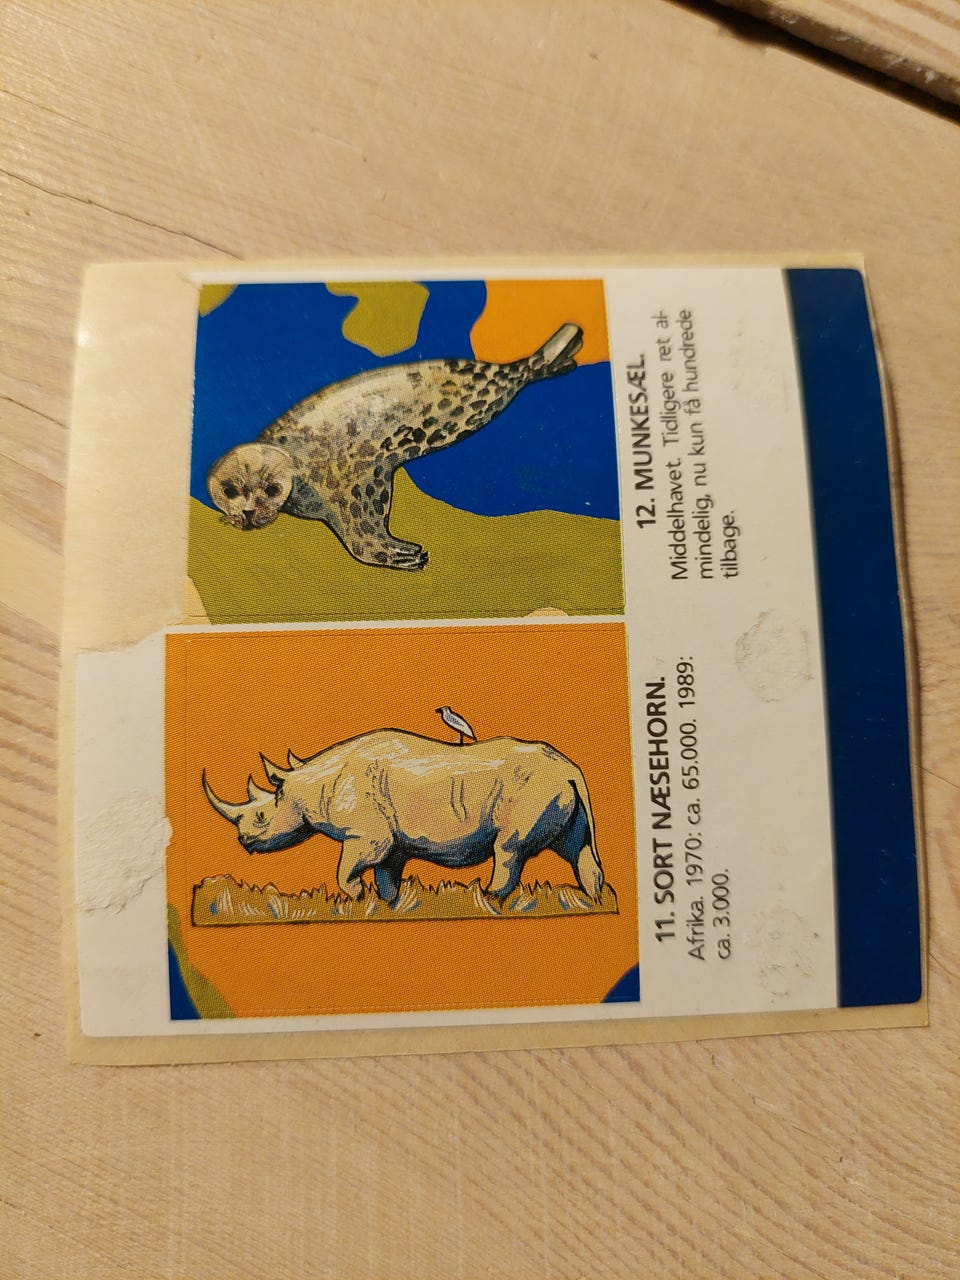 11. SORT NÆSEHORN.
Afrika. 1970: ca. 65.000. 1989:
ca. 3.000.
12. MUNKESÆL.
Middelhavet. Tidligere ret al-
mindelig, nu kun få hundrede
tilbage.